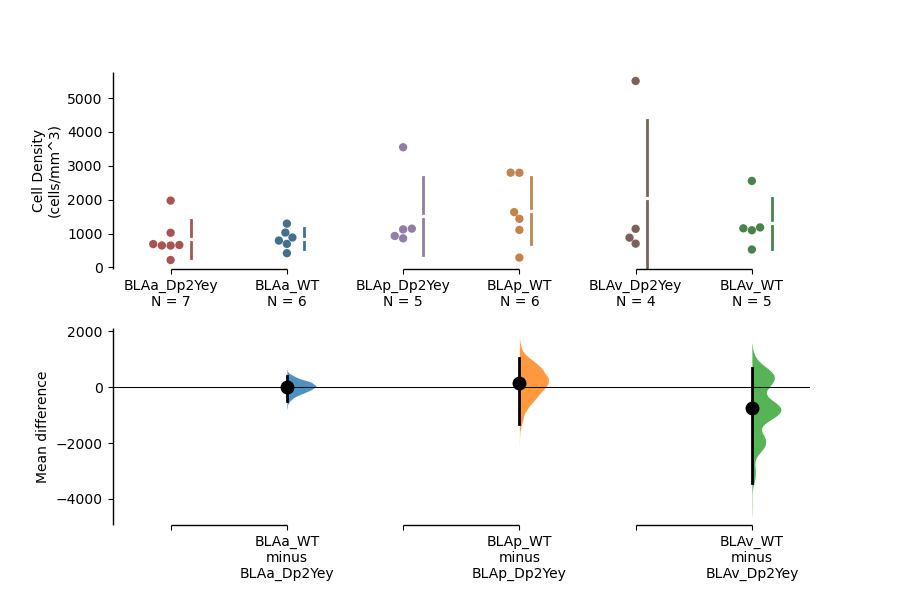 5000
4000
3000
2000
1000
0
Cell Density
(cells/mm^3)
BLAa_Dp2Yey
N = 7
BLAa_WT
N = 6
BLAp_Dp2Yey
N = 5
BLAp_WT
N = 6
BLAv_Dp2Yey
N = 4
BLAv_WT
N = 5
2000
0
−2000
−4000
Mean difference
BLAa_WT
minus
BLAa_Dp2Yey
BLAp_WT
minus
BLAp_Dp2Yey
BLAv_WT
minus
BLAv_Dp2Yey